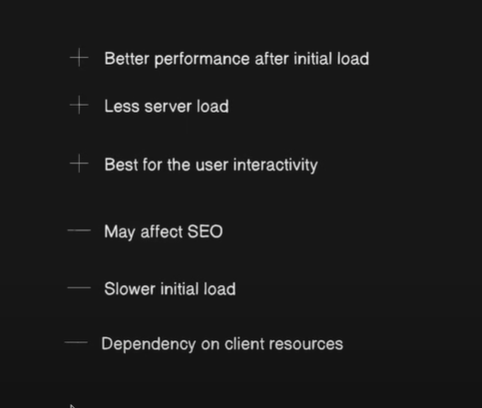 + Better performance after initial load
+ Less server load
+ Best for the user interactivity
— May affect SEO
— Slower initial load
— Dependency on client resources